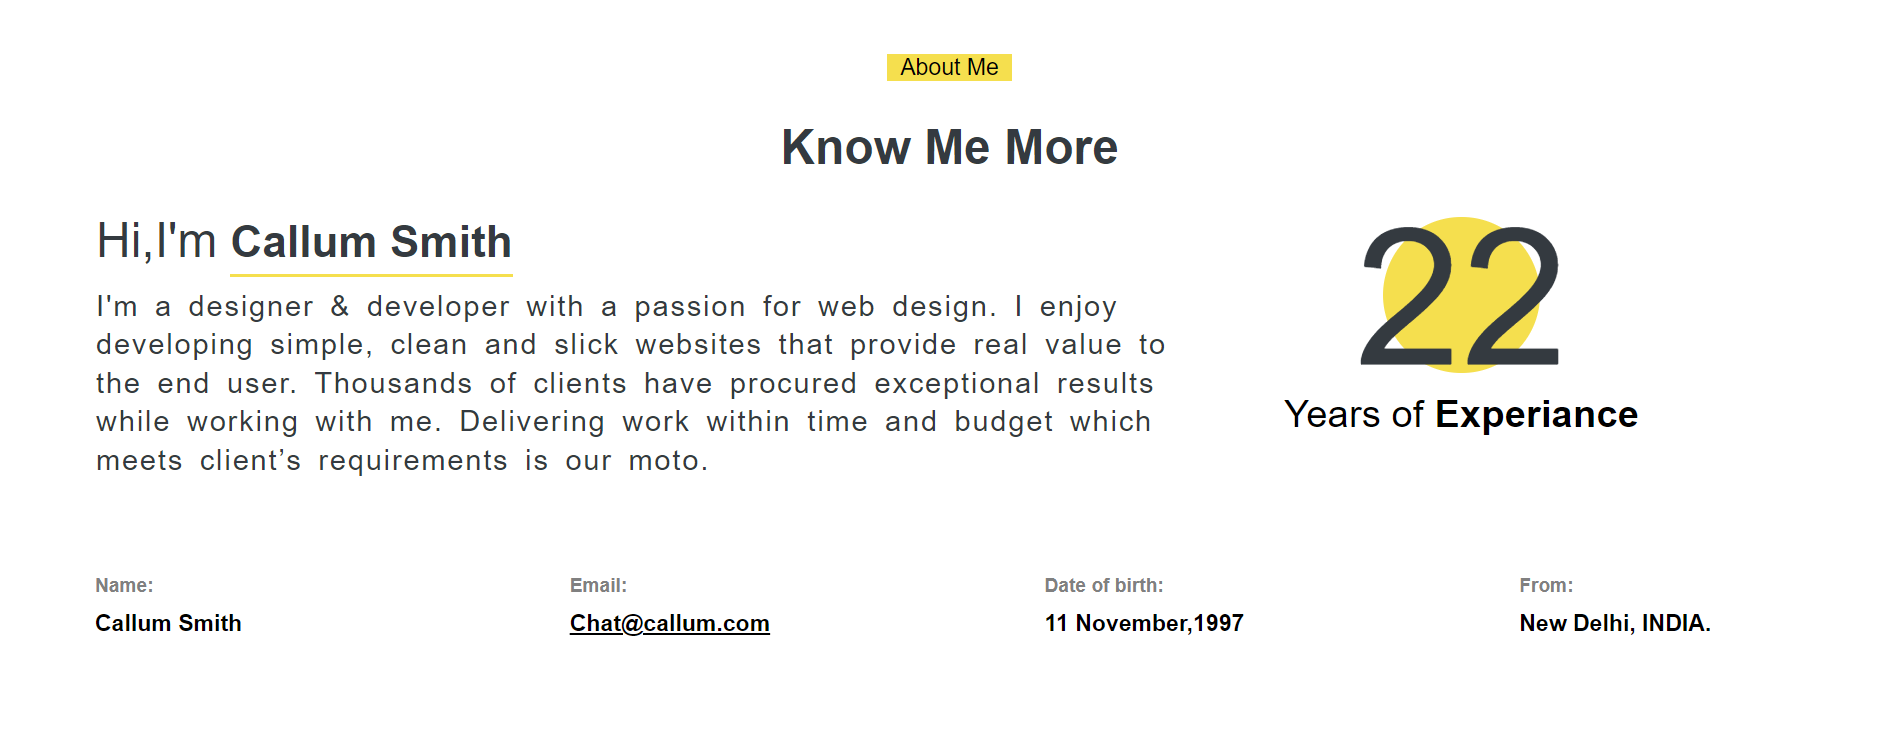 About Me
Know Me More
Hi,I'm Callum Smith
I'm a designer & developer with a passion for web design. I enjoy
developing simple, clean and slick websites that provide real value to
the end user. Thousands of clients have procured exceptional results
while working with me. Delivering work within time and budget which
meets client’s requirements is our moto.
22
Years of Experiance
Name:
Callum Smith
Email:
Chat@callum.com
Date of birth:
11 November,1997
From:
New Delhi, INDIA.